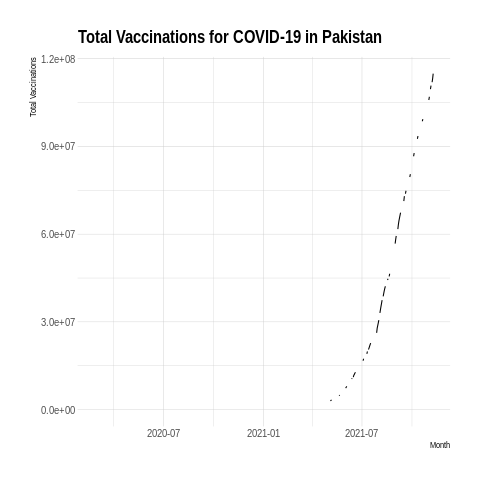 Total Vaccinations for COVID-19 in Pakistan
Total Vaccinations
1.2e+08
9.0e+07
6.0e+07
3.0e+07
0.0e+00
2020-07 2021-01 2021-07
Month